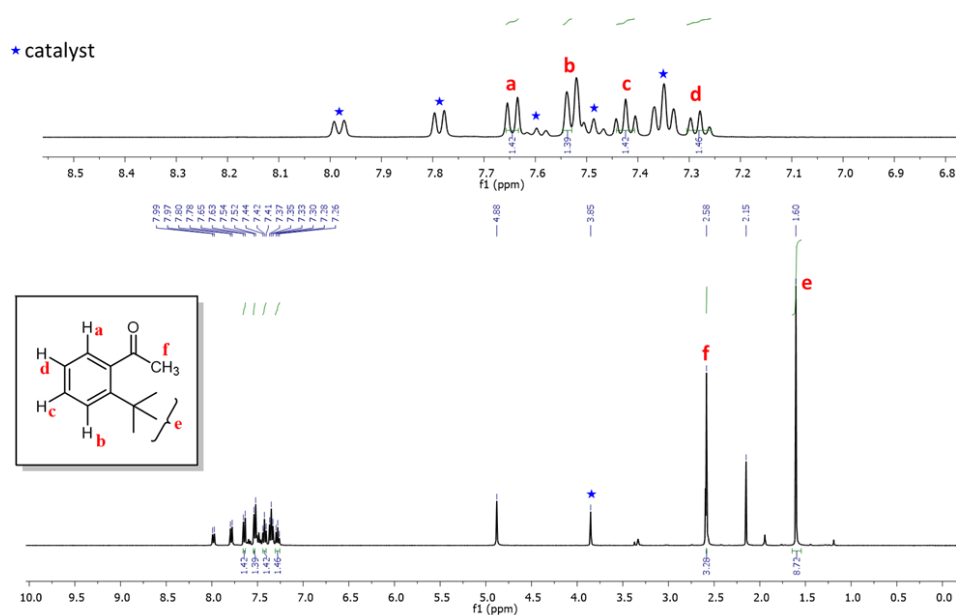 ★ catalyst
a
b
c
d
1.42
1.39
1.42
1.46
8.5 8.4 8.3 8.2 8.1 8.0 7.9 7.8 7.7 7.6 7.5 7.4 7.3 7.2 7.1 7.0 6.9 6.8
f1 (ppm)
7.99
7.97
7.80
7.78
7.65
7.63
7.54
7.52
7.44
7.42
7.41
7.37
7.35
7.33
7.30
7.28
7.26
4.88
3.85
2.58
2.15
1.60
e
f
H
a
O
f
H
CH3
d
H
c
H
b
e
1.42
1.39
1.42
1.46
3.28
8.72
10.0 9.5 9.0 8.5 8.0 7.5 7.0 6.5 6.0 5.5 5.0 4.5 4.0 3.5 3.0 2.5 2.0 1.5 1.0 0.5 0.0
f1 (ppm)